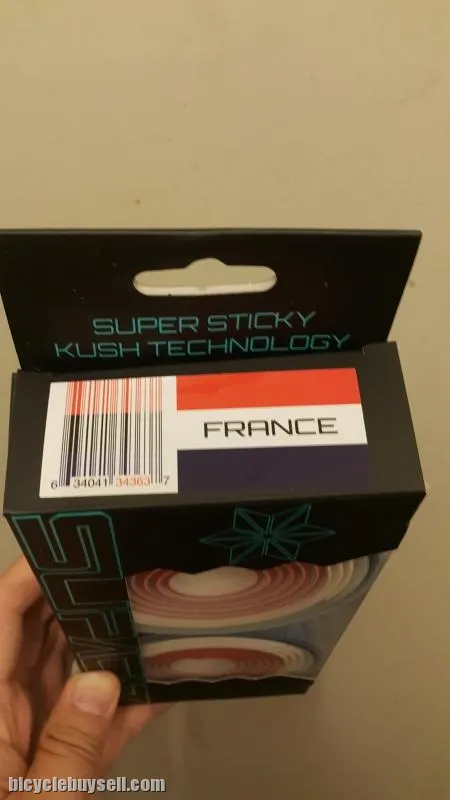 SUPER STICKY
KUSH TECHNOLOGY
FRANCE
6 34041 34363 7
bicyclebuysell.com